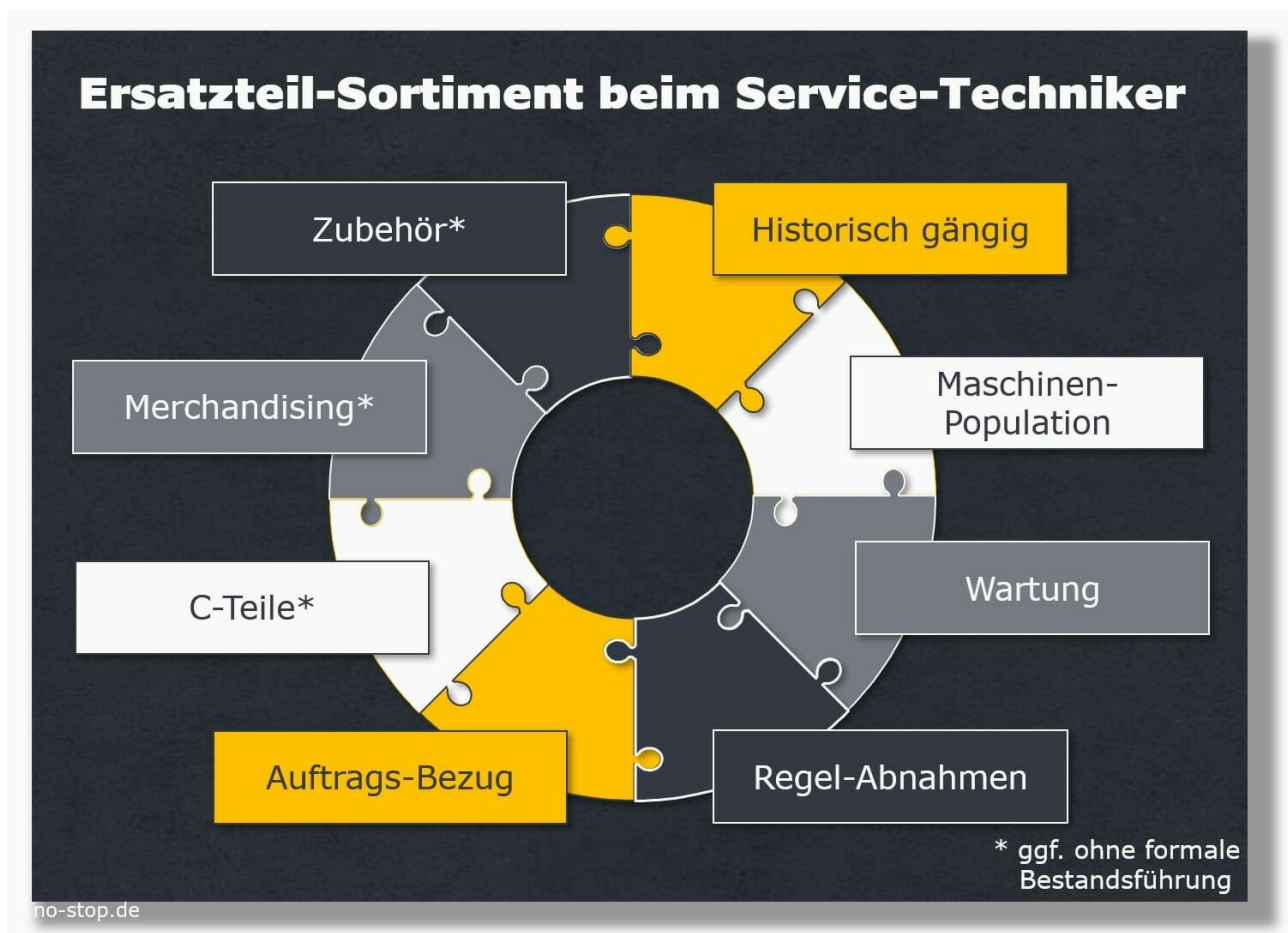 Ersatzteil-Sortiment beim Service-Techniker
Zubehör*
Historisch gängig
Merchandising*
Maschinen-
Population
C-Teile*
Wartung
Auftrags-Bezug
Regel-Abnahmen
* ggf. ohne formale
Bestandsführung
no-stop.de